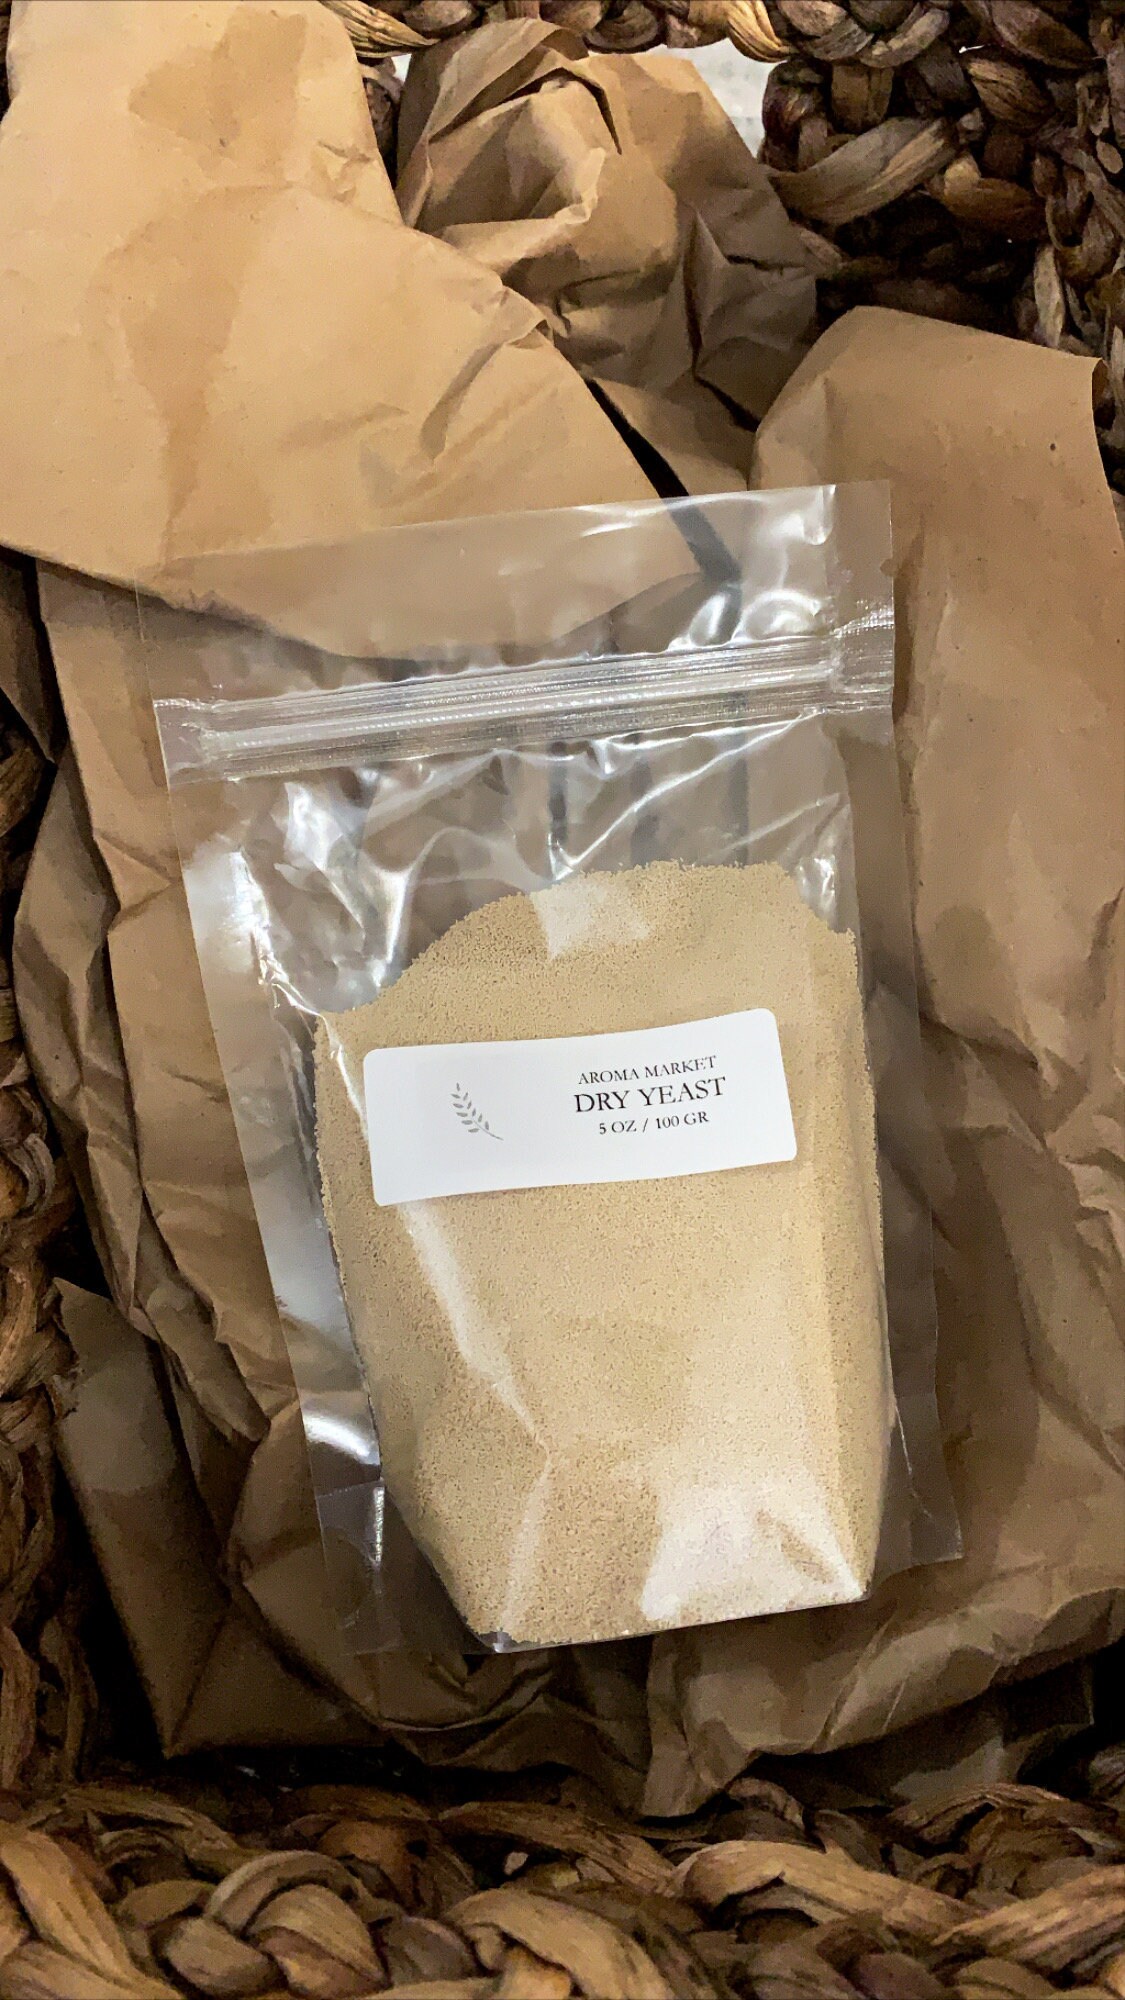 AROMA MARKET
DRY YEAST
5 OZ / 100 GR